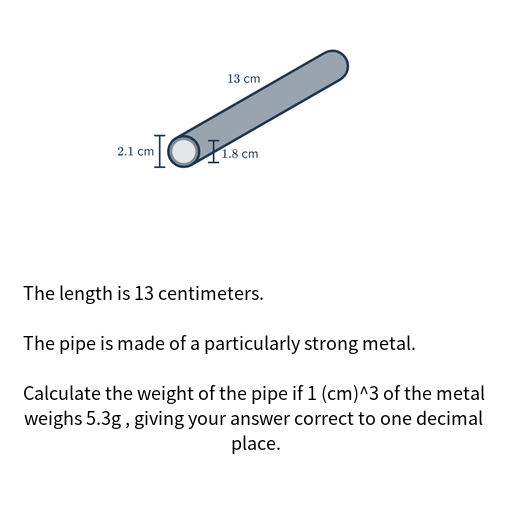 13 cm
2.1 cm
1.8 cm
The length is 13 centimeters.
The pipe is made of a particularly strong metal.
Calculate the weight of the pipe if 1 (cm)^3 of the metal
weighs 5.3g , giving your answer correct to one decimal
place.